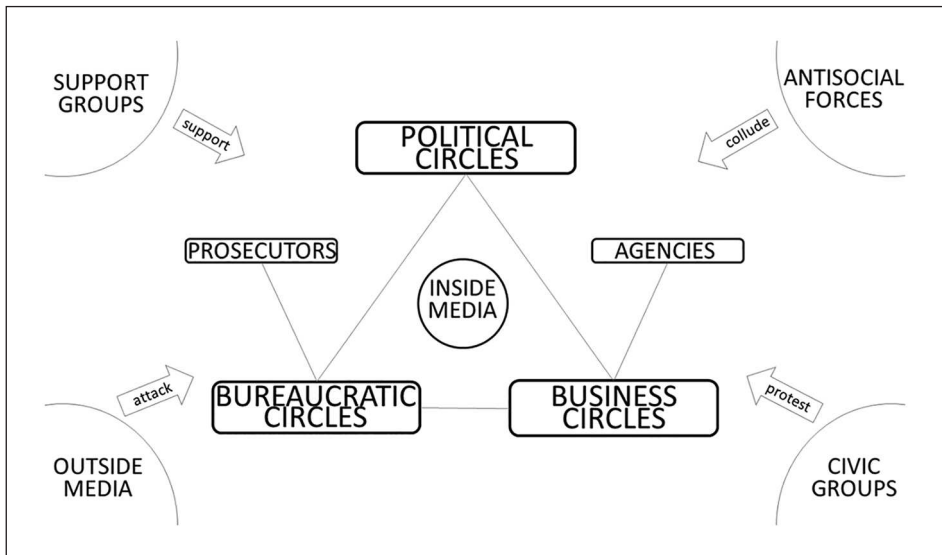 SUPPORT
GROUPS
support
POLITICAL
CIRCLES
ANTISOCIAL
FORCES
collude
PROSECUTORS
AGENCIES
INSIDE
MEDIA
attack
BUREAUCRATIC
CIRCLES
BUSINESS
CIRCLES
protest
OUTSIDE
MEDIA
CIVIC
GROUPS